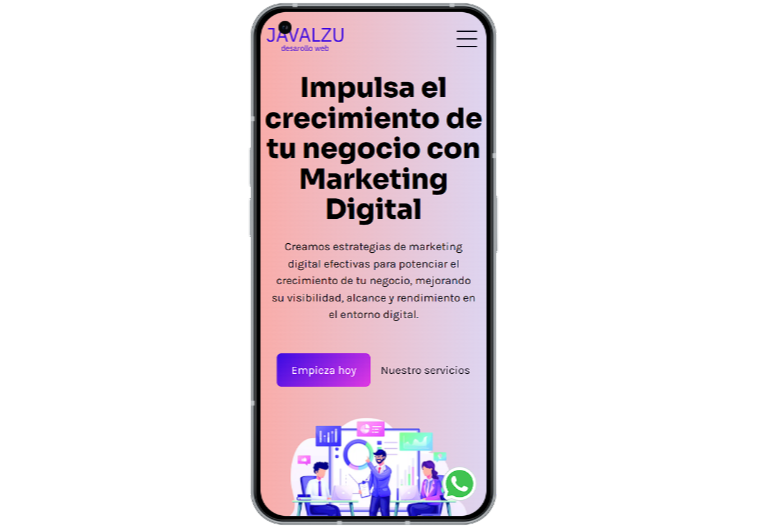 JAVALZU
desarollo web
Impulsa el
crecimiento de
tu negocio con
Marketing
Digital
Creamos estrategias de marketing
digital efectivas para potenciar el
crecimiento de tu negocio, mejorando
su visibilidad, alcance y rendimiento en
el entorno digital.
Empieza hoy
Nuestro servicios